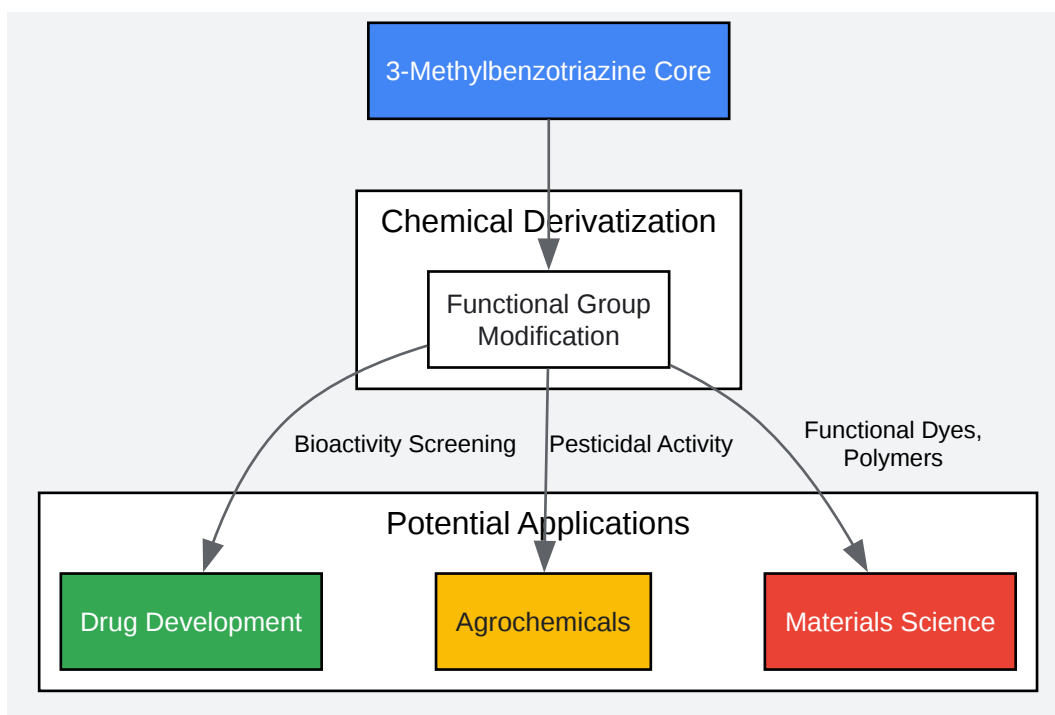 3-Methylbenzotriazine Core
Chemical Derivatization
Functional Group
Modification
Bioactivity Screening
Pesticidal Activity
Functional Dyes,
Polymers
Potential Applications
Drug Development
Agrochemicals
Materials Science